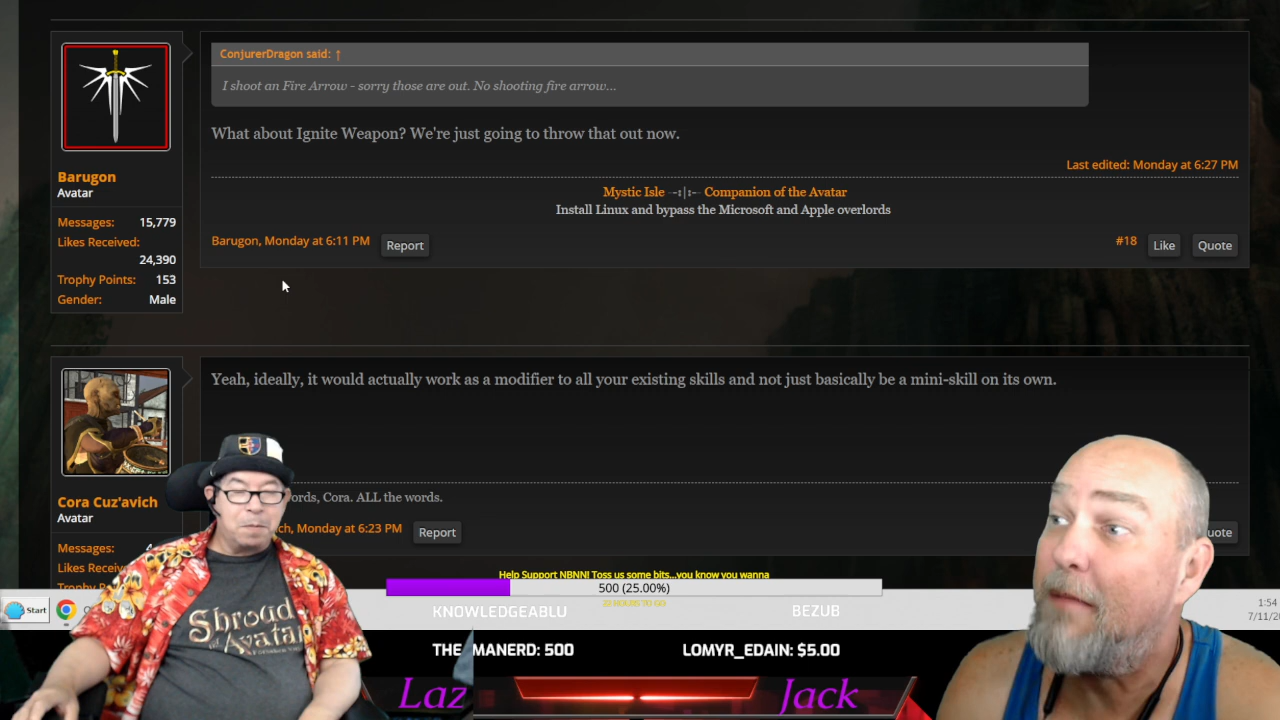 ConjurerDragon said: ↑
I shoot an Fire Arrow - sorry those are out. No shooting fire arrow...
What about Ignite Weapon? We're just going to throw that out now.
Last edited: Monday at 6:27 PM
Mystic Isle --:|:-- Companion of the Avatar
Install Linux and bypass the Microsoft and Apple overlords
Barugon
Avatar
Messages: 15,779
Likes Received:
24,390
Trophy Points: 153
Gender: Male
Barugon, Monday at 6:11 PM Report
#18 Like Quote
Yeah, ideally, it would actually work as a modifier to all your existing skills and not just basically be a mini-skill on its own.
Cora Cuz'avich
Avatar
Messages:
ords, Cora. ALL the words.
ch, Monday at 6:23 PM Report
uote
Help Support NBNN! Toss us some bits...you know you wanna
500 (25.00%)
Start
KNOWLEDGEABLU BEZUB
1:54
Shroud
of the
Avatar
THE_MANERD: 500 LOMYR_EDAIN: $5.00
Laz Jack